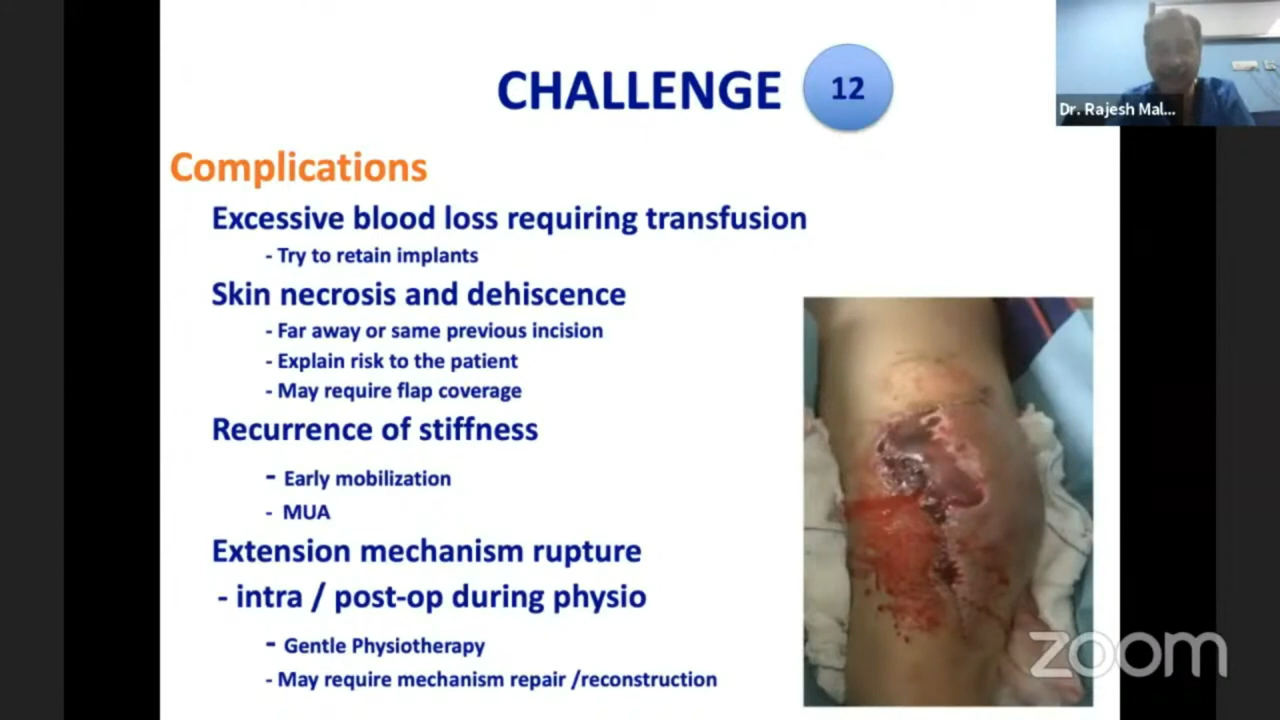 CHALLENGE 12
Dr. Rajesh Mal...
Complications
Excessive blood loss requiring transfusion
- Try to retain implants
Skin necrosis and dehiscence
- Far away or same previous incision
- Explain risk to the patient
- May require flap coverage
Recurrence of stiffness
- Early mobilization
- MUA
Extension mechanism rupture
- intra / post-op during physio
- Gentle Physiotherapy
- May require mechanism repair /reconstruction
zoom